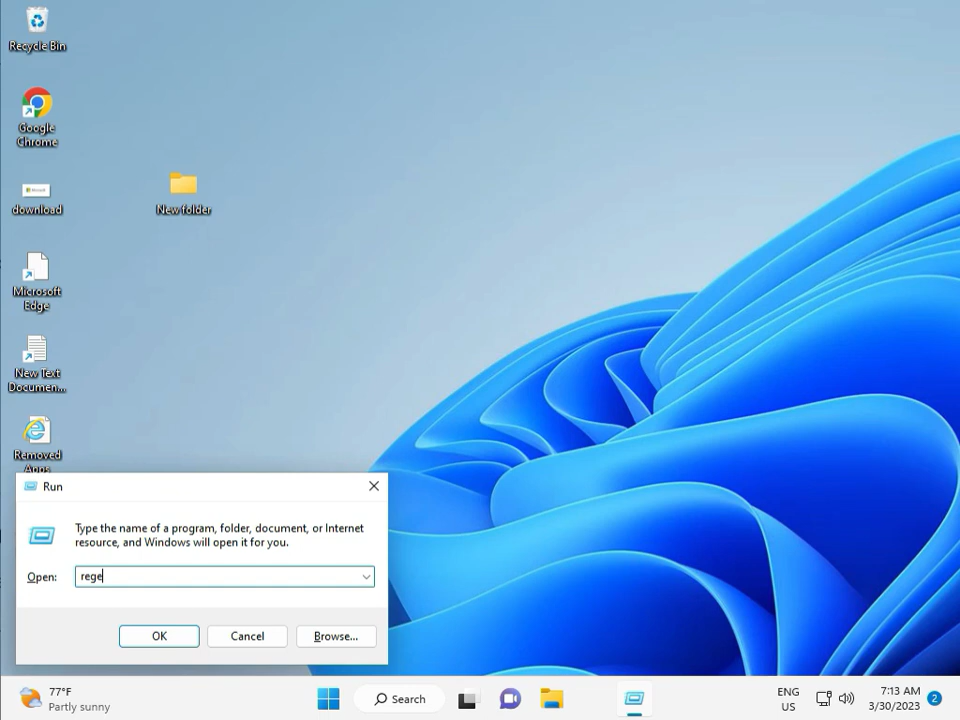 Recycle Bin
Google
Chrome
download
New folder
Microsoft
Edge
New Text
Documen...
Removed
Apps
Run
Type the name of a program, folder, document, or Internet
resource, and Windows will open it for you.
Open:
rege
OK
Cancel
Browse...
77°F
Partly sunny
Search
ENG
US
7:13 AM
3/30/2023
2